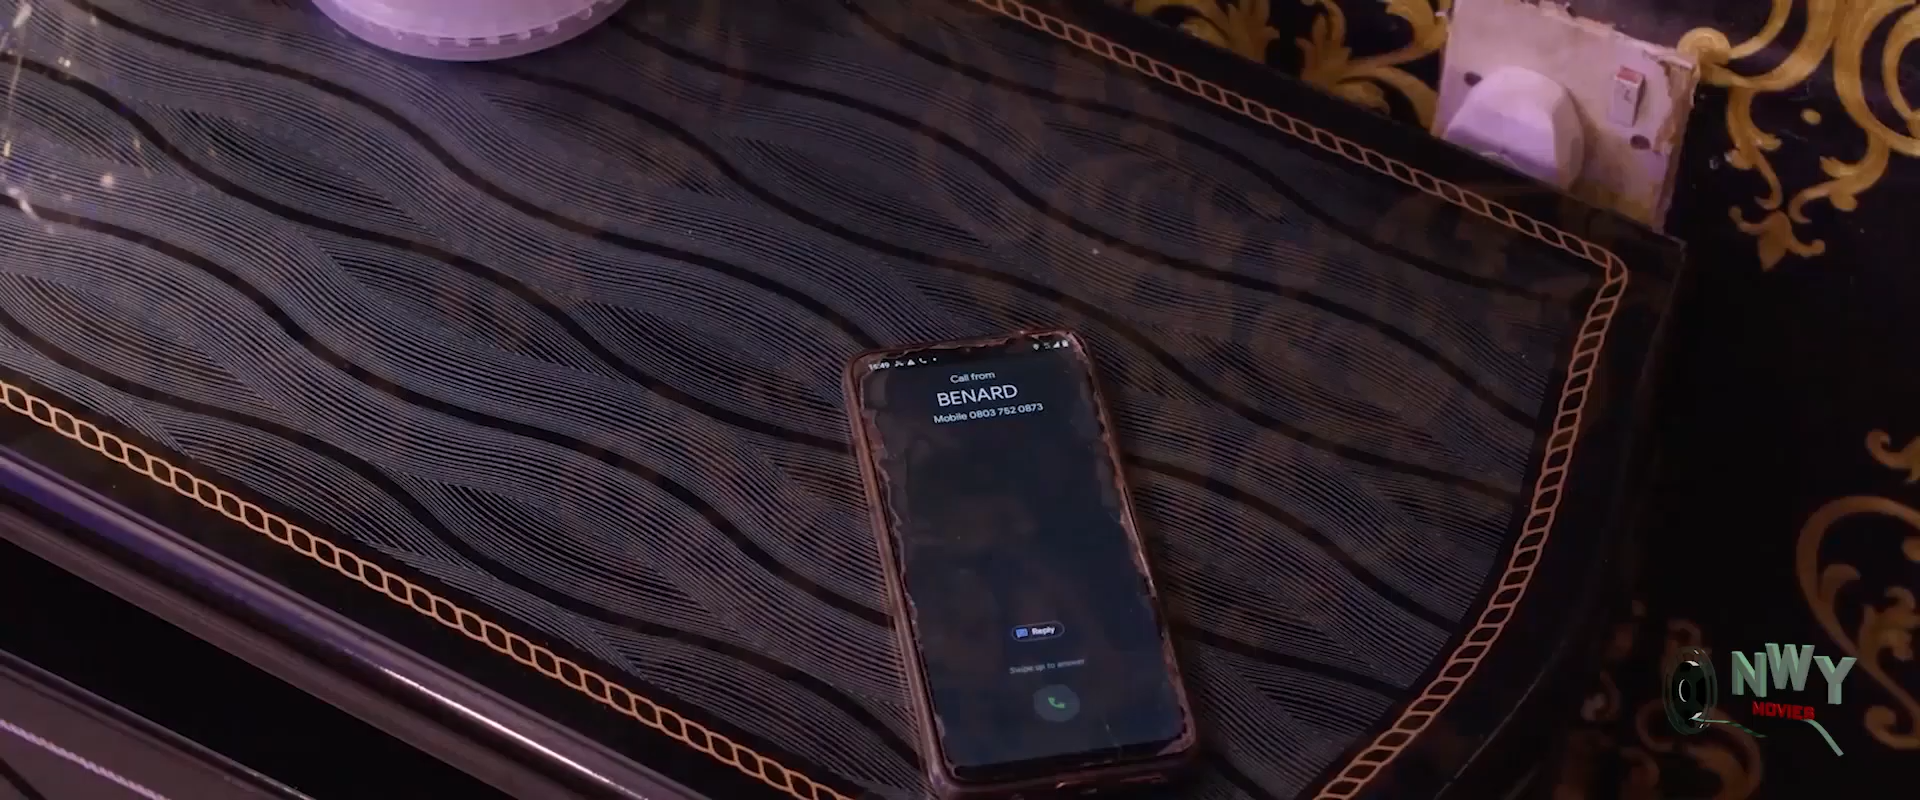 Call from
BENARD
Mobile 0803 752 0873
Reply
Swipe up to answer
NWY
MOVIES